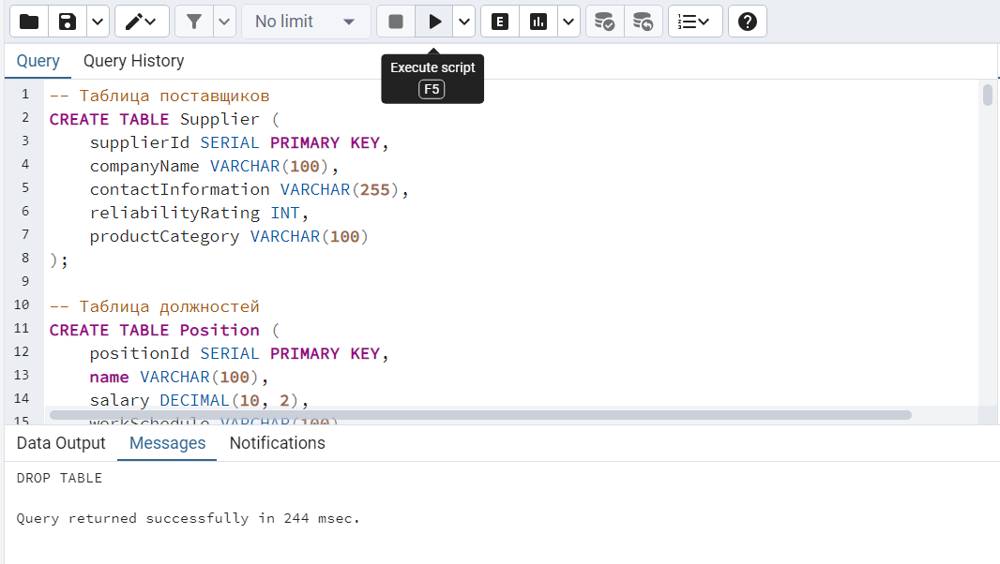 No limit
E
Query
Query History
Execute script
F5
1 -- Таблица поставщиков
2 CREATE TABLE Supplier (
3 supplierId SERIAL PRIMARY KEY,
4 companyName VARCHAR(100),
5 contactInformation VARCHAR(255),
6 reliabilityRating INT,
7 productCategory VARCHAR(100)
8 );
9
10 -- Таблица должностей
11 CREATE TABLE Position (
12 positionId SERIAL PRIMARY KEY,
13 name VARCHAR(100),
14 salary DECIMAL(10, 2),
15 workSchedule VARCHAR(100)
Data Output
Messages
Notifications
DROP TABLE
Query returned successfully in 244 msec.